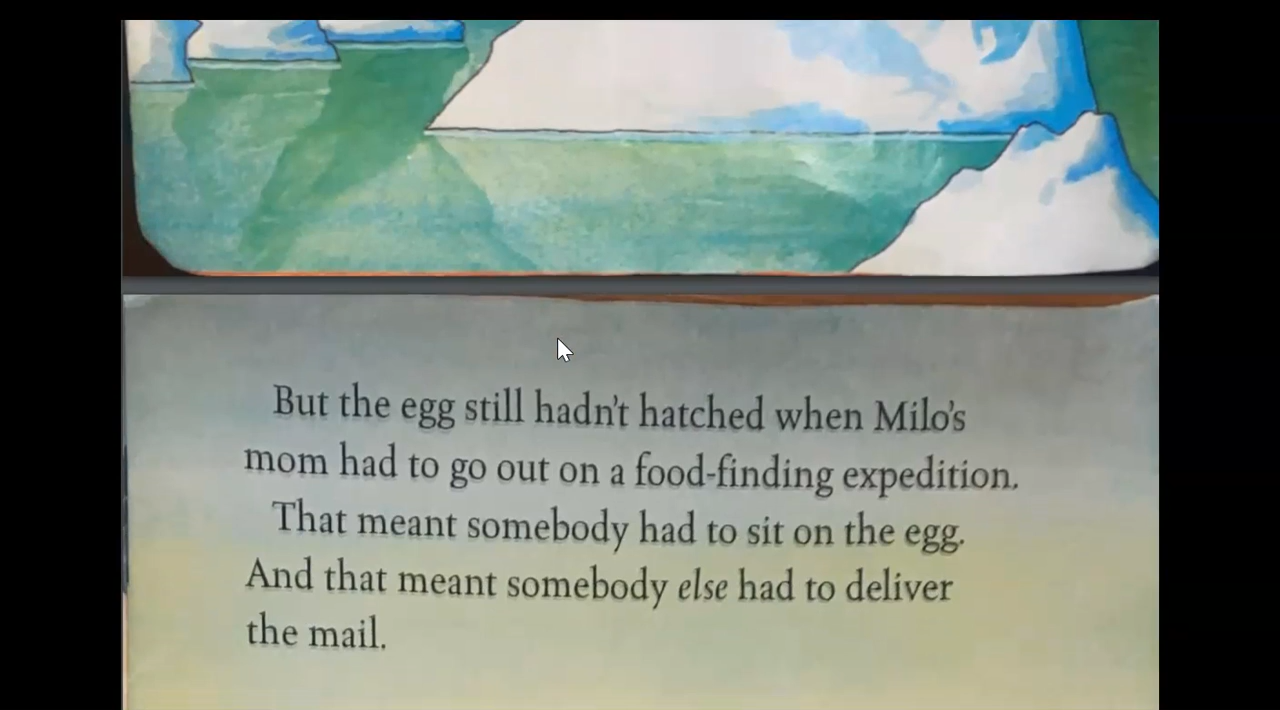 But the egg still hadn't hatched when Milo's
mom had to go out on a food-finding expedition.
That meant somebody had to sit on the egg.
And that meant somebody else had to deliver
the mail.